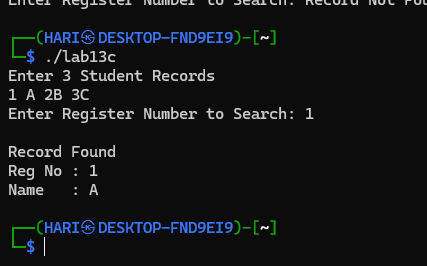 Enter Register Number to Search: Record Not Fou
┌──(HARI㉿DESKTOP-FND9EI9)-[~]
└─$ ./lab13c
Enter 3 Student Records
1 A 2B 3C
Enter Register Number to Search: 1
Record Found
Reg No : 1
Name   : A
┌──(HARI㉿DESKTOP-FND9EI9)-[~]
└─$